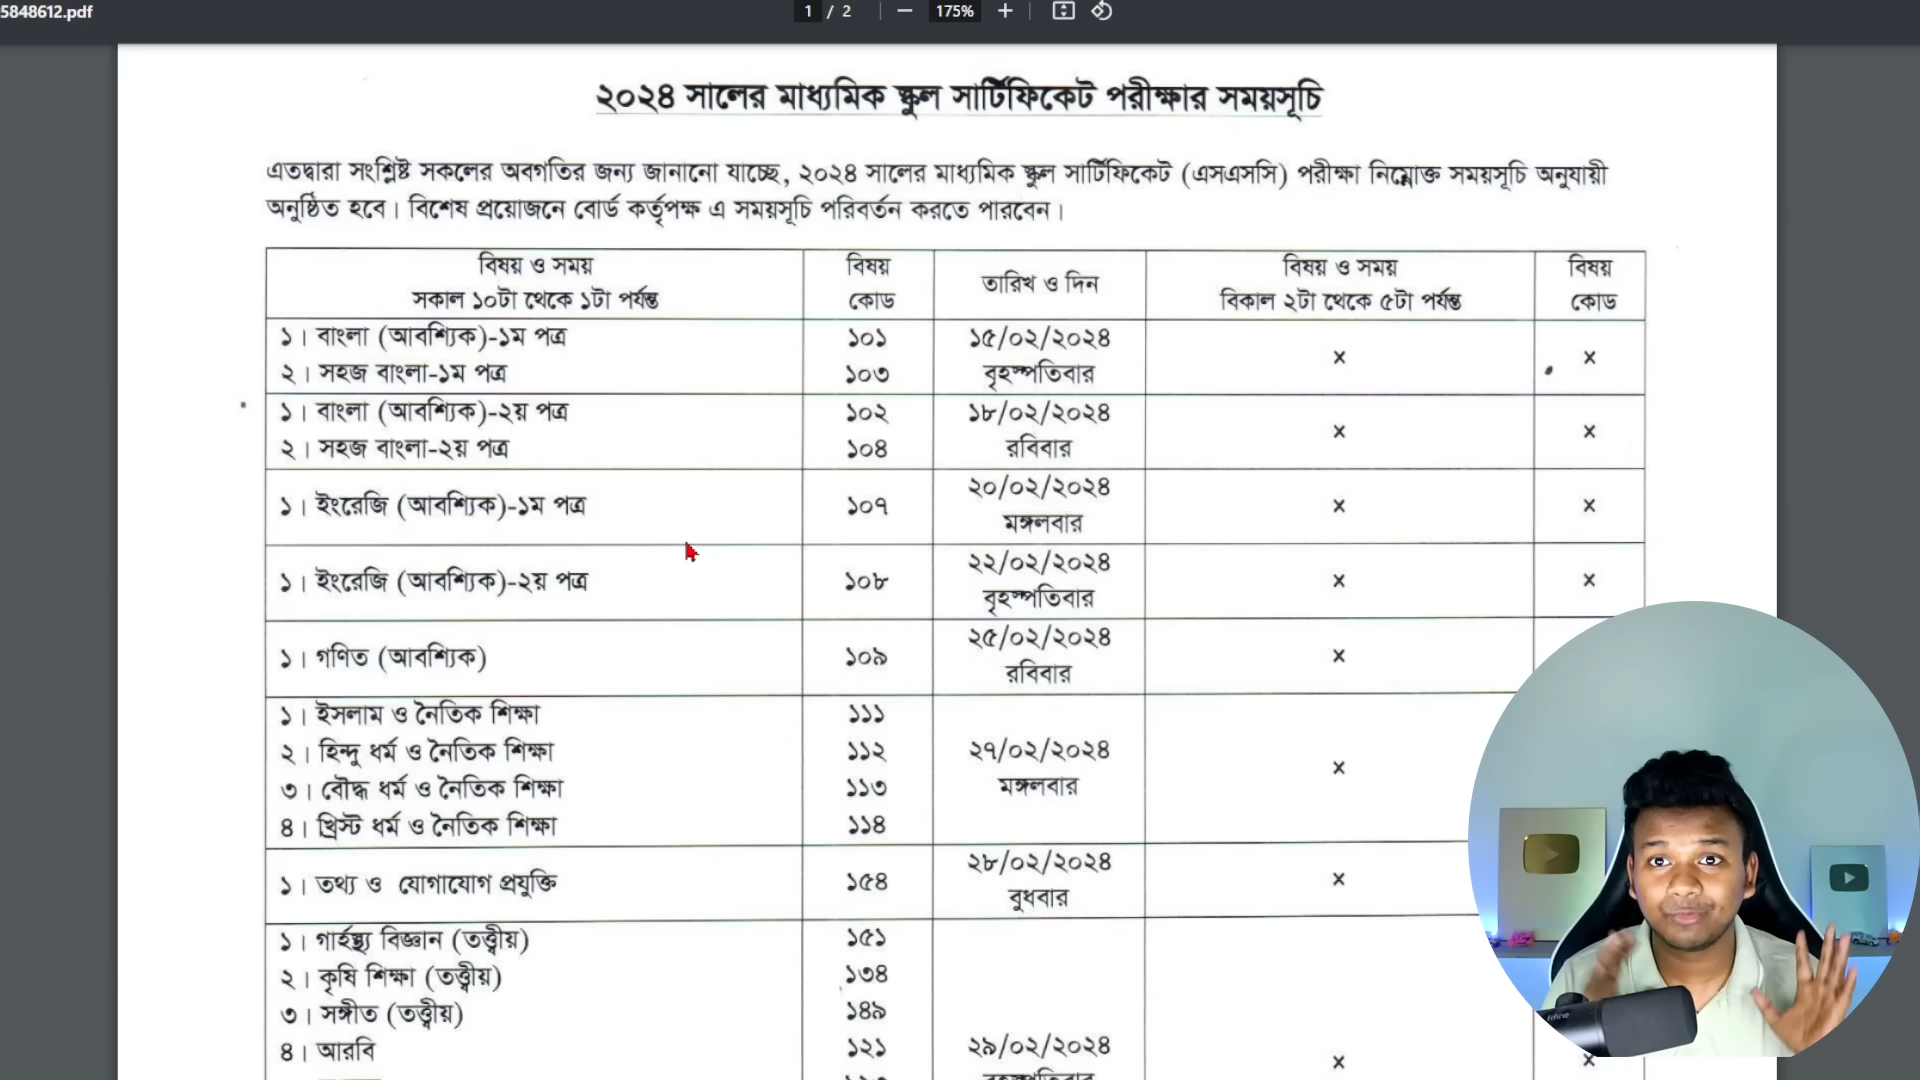 5848612.pdf
1 / 2
175%
২০২৪ সালের মাধ্যমিক স্কুল সার্টিফিকেট পরীক্ষার সময়সূচি
এতদ্বারা সংশ্লিষ্ট সকলের অবগতির জন্য জানানো যাচ্ছে, ২০২৪ সালের মাধ্যমিক স্কুল সার্টিফিকেট (এসএসসি) পরীক্ষা নিম্নোক্ত সময়সূচি অনুযায়ী
অনুষ্ঠিত হবে। বিশেষ প্রয়োজনে বোর্ড কর্তৃপক্ষ এ সময়সূচি পরিবর্তন করতে পারবেন।
বিষয় ও সময়
সকাল ১০টা থেকে ১টা পর্যন্ত
বিষয়
কোড
তারিখ ও দিন
বিষয় ও সময়
বিকাল ২টা থেকে ৫টা পর্যন্ত
বিষয়
কোড
১। বাংলা (আবশ্যিক)-১ম পত্র
২। সহজ বাংলা-১ম পত্র
১০১
১০৩
১৫/০২/২০২৪
বৃহস্পতিবার
×
×
১। বাংলা (আবশ্যিক)-২য় পত্র
২। সহজ বাংলা-২য় পত্র
১০২
১০৪
১৮/০২/২০২৪
রবিবার
×
×
১। ইংরেজি (আবশ্যিক)-১ম পত্র
১০৭
২০/০২/২০২৪
মঙ্গলবার
×
×
১। ইংরেজি (আবশ্যিক)-২য় পত্র
১০৮
২২/০২/২০২৪
বৃহস্পতিবার
×
×
১। গণিত (আবশ্যিক)
১০৯
২৫/০২/২০২৪
রবিবার
×
১। ইসলাম ও নৈতিক শিক্ষা
২। হিন্দু ধর্ম ও নৈতিক শিক্ষা
৩। বৌদ্ধ ধর্ম ও নৈতিক শিক্ষা
৪। খ্রিস্ট ধর্ম ও নৈতিক শিক্ষা
১১১
১১২
১১৩
১১৪
২৭/০২/২০২৪
মঙ্গলবার
×
১। তথ্য ও যোগাযোগ প্রযুক্তি
১৫৪
২৮/০২/২০২৪
বুধবার
×
১। গার্হস্থ্য বিজ্ঞান (তত্ত্বীয়)
২। কৃষি শিক্ষা (তত্ত্বীয়)
৩। সঙ্গীত (তত্ত্বীয়)
৪। আরবি
১৫১
১৩৪
১৪৯
১২১
২৯/০২/২০২৪
×
×